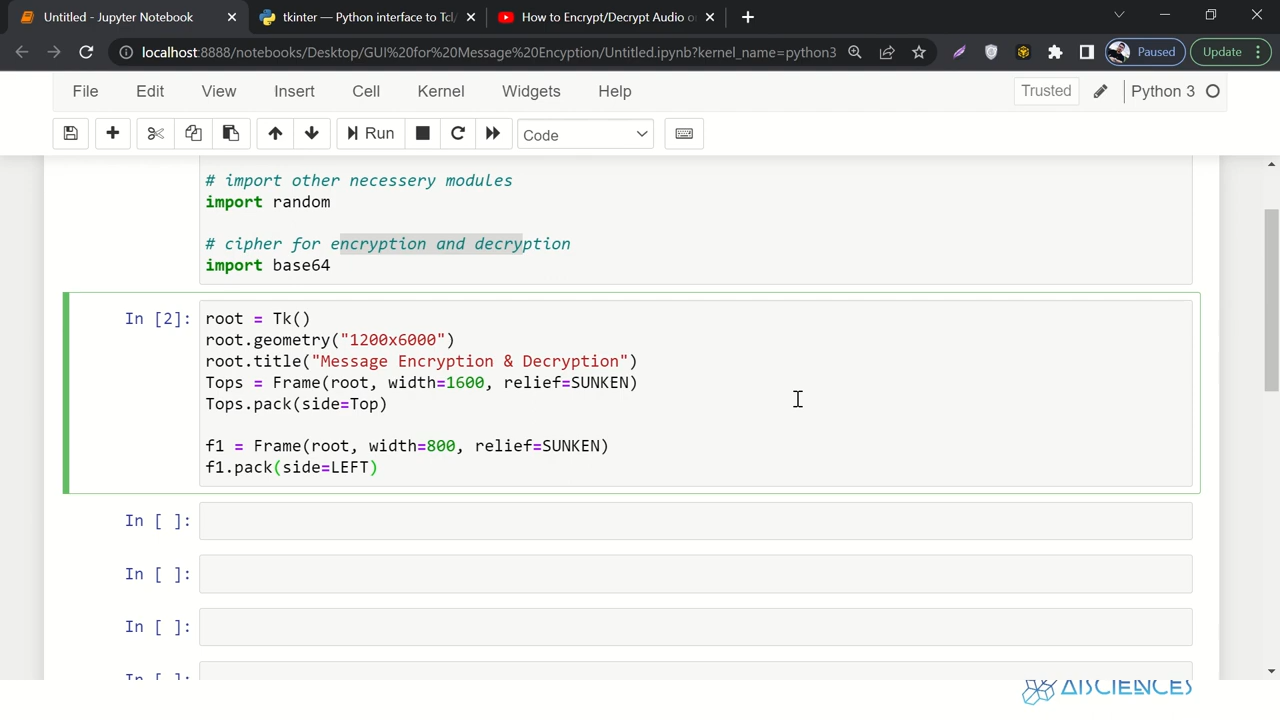 Untitled - Jupyter Notebook
tkinter — Python interface to Tcl/
How to Encrypt/Decrypt Audio o
localhost:8888/notebooks/Desktop/GUI%20for%20Message%20Encyption/Untitled.ipynb?kernel_name=python3
Paused
Update
File Edit View Insert Cell Kernel Widgets Help
Trusted
Python 3
Run
Code
# import other necessery modules
import random
# cipher for encryption and decryption
import base64
In [2]:
root = Tk()
root.geometry("1200x6000")
root.title("Message Encryption & Decryption")
Tops = Frame(root, width=1600, relief=SUNKEN)
Tops.pack(side=Top)
f1 = Frame(root, width=800, relief=SUNKEN)
f1.pack(side=LEFT)
In [ ]:
In [ ]:
In [ ]:
In [ ]:
AISCIENCES